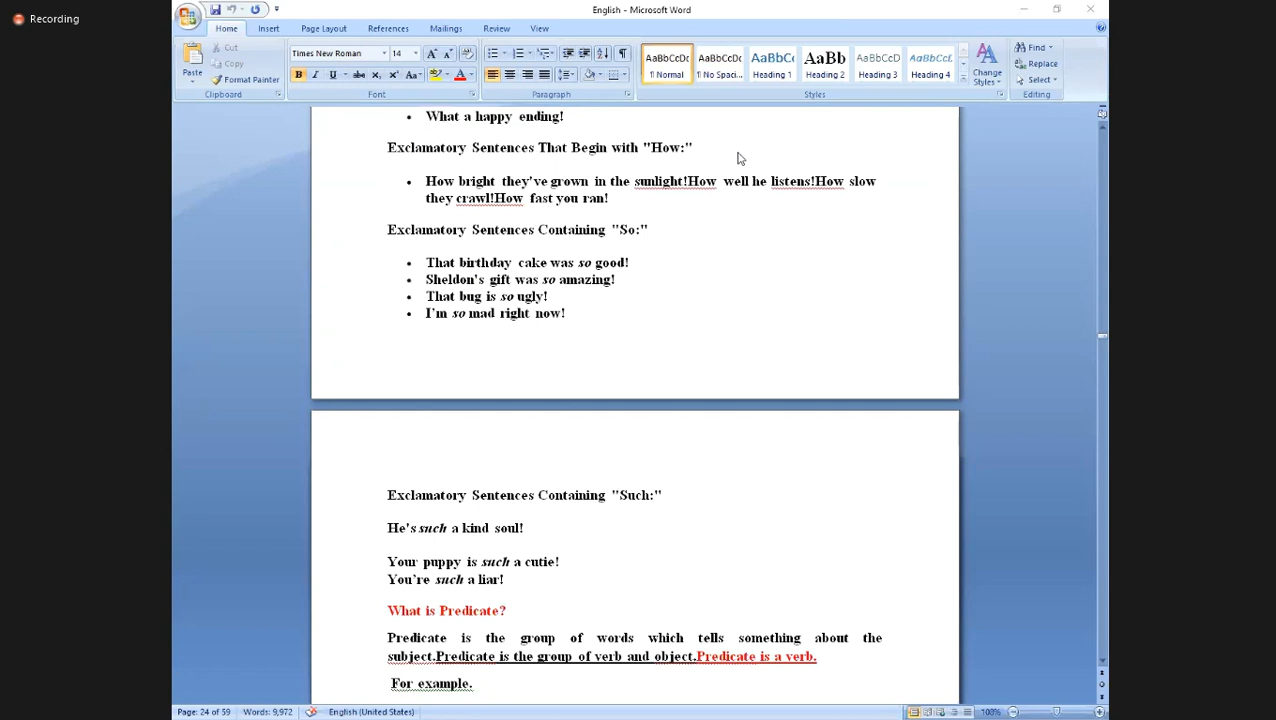 Recording
English - Microsoft Word
Home Insert Page Layout References Mailings Review View
Paste
Cut
Copy
Format Painter
Clipboard
Times New Roman 14
B I U abc x₂ x² Aa
Font
Paragraph
AaBbCcDc AaBbCcDc AaBbCc AaBb AaBbCcD AaBbCcL
¶ Normal ¶ No Spaci... Heading 1 Heading 2 Heading 3 Heading 4
Change Styles
Styles
Find
Replace
Select
Editing
• What a happy ending!
Exclamatory Sentences That Begin with "How:"
• How bright they've grown in the sunlight!How well he listens!How slow
they crawl!How fast you ran!
Exclamatory Sentences Containing "So:"
• That birthday cake was so good!
• Sheldon's gift was so amazing!
• That bug is so ugly!
• I'm so mad right now!
Exclamatory Sentences Containing "Such:"
He's such a kind soul!
Your puppy is such a cutie!
You're such a liar!
What is Predicate?
Predicate is the group of words which tells something about the
subject.Predicate is the group of verb and object.Predicate is a verb.
For example.
Page: 24 of 59 Words: 9,972 English (United States) 108%